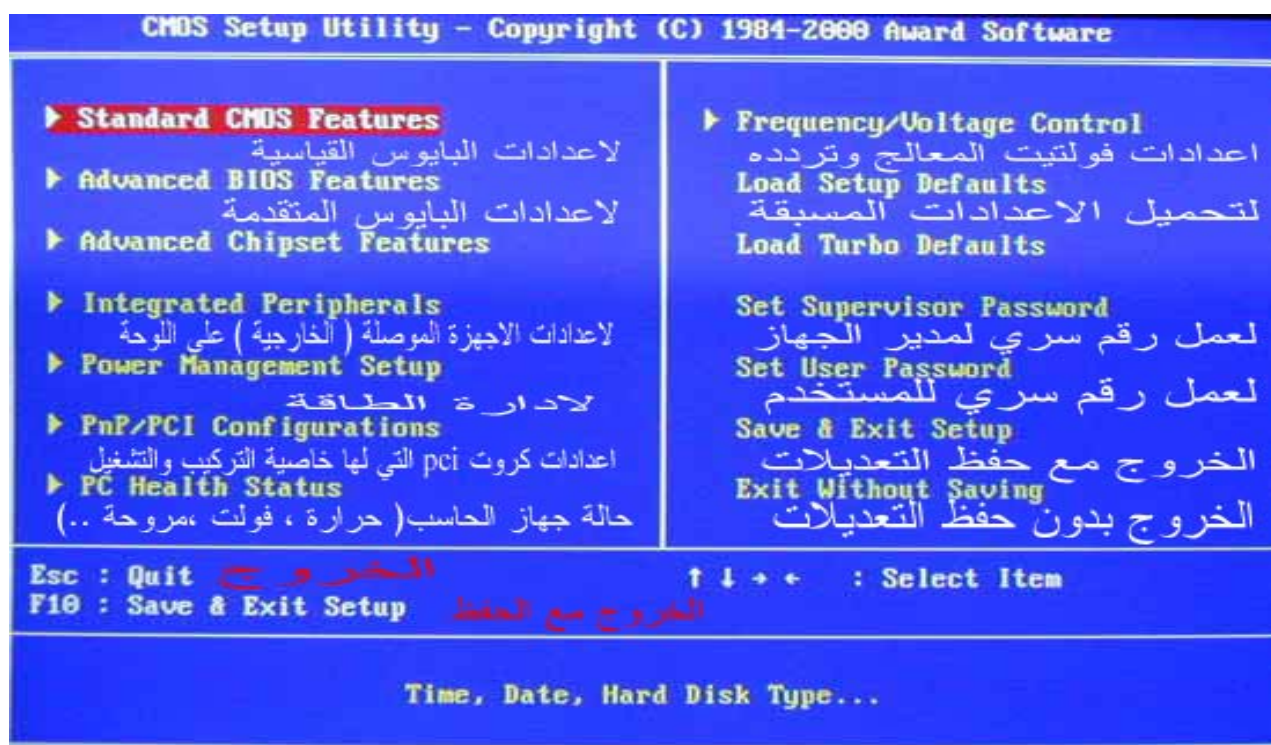 CMOS Setup Utility - Copyright (C) 1984-2000 Award Software
Standard CMOS Features
لاعدادات البايوس القياسية
Advanced BIOS Features
لاعدادات البايوس المتقدمة
Advanced Chipset Features
Integrated Peripherals
لاعدادات الاجهزة الموصلة ( الخارجية ) على اللوحة
Power Management Setup
لادارة الطاقة
PnP/PCI Configurations
اعدادات كروت pci التي لها خاصية التركيب والتشغيل
PC Health Status
حالة جهاز الحاسب( حرارة ، فولت ،مروحة ..)
Frequency/Voltage Control
اعدادات فولتيت المعالج وتردده
Load Setup Defaults
لتحميل الاعدادات المسبقة
Load Turbo Defaults
Set Supervisor Password
لعمل رقم سري لمدير الجهاز
Set User Password
لعمل رقم سري للمستخدم
Save & Exit Setup
الخروج مع حفظ التعديلات
Exit Without Saving
الخروج بدون حفظ التعديلات
Esc : Quit الخروج
↑ ↓ → ← : Select Item
F10 : Save & Exit Setup الخروج مع الحفظ
Time, Date, Hard Disk Type...